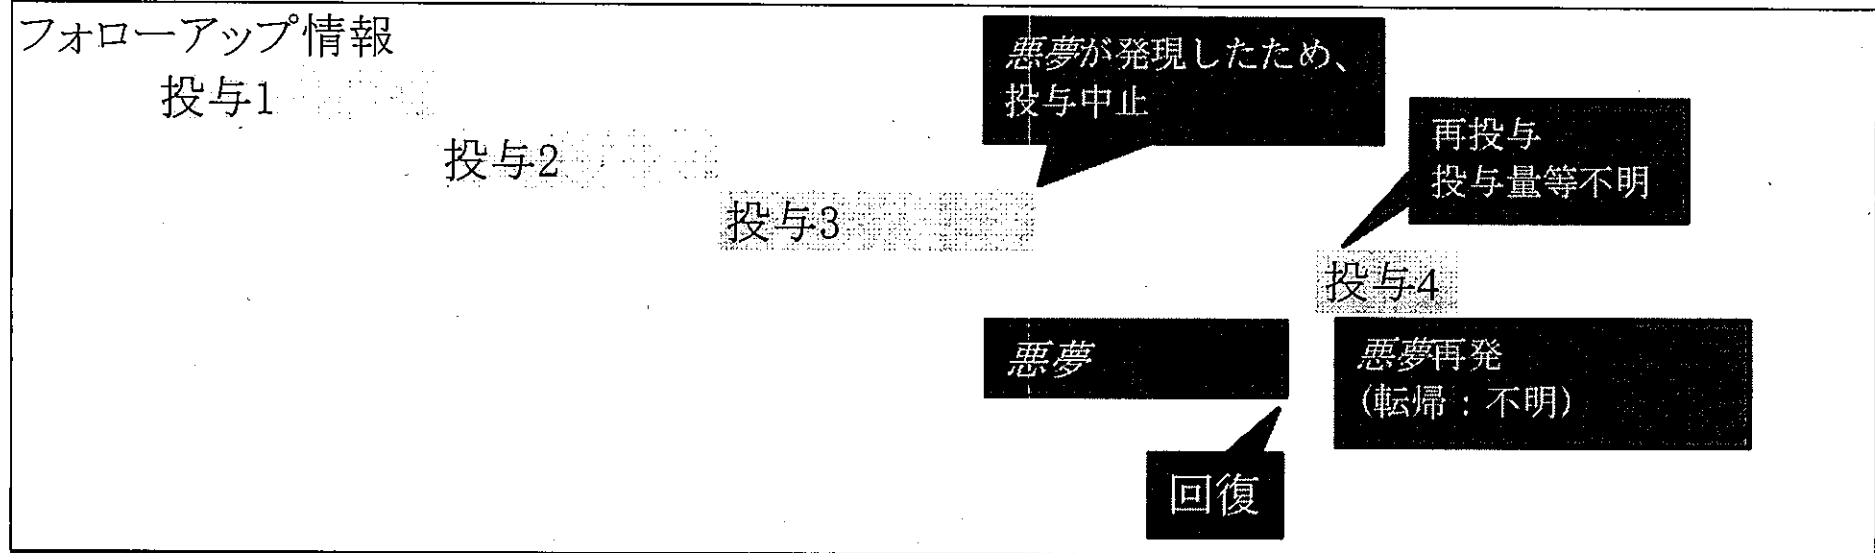 フォローアップ情報
投与1
悪夢が発現したため、
投与中止
投与2
再投与
投与量等不明
投与3
投与4
悪夢
悪夢再発
(転帰：不明)
回復